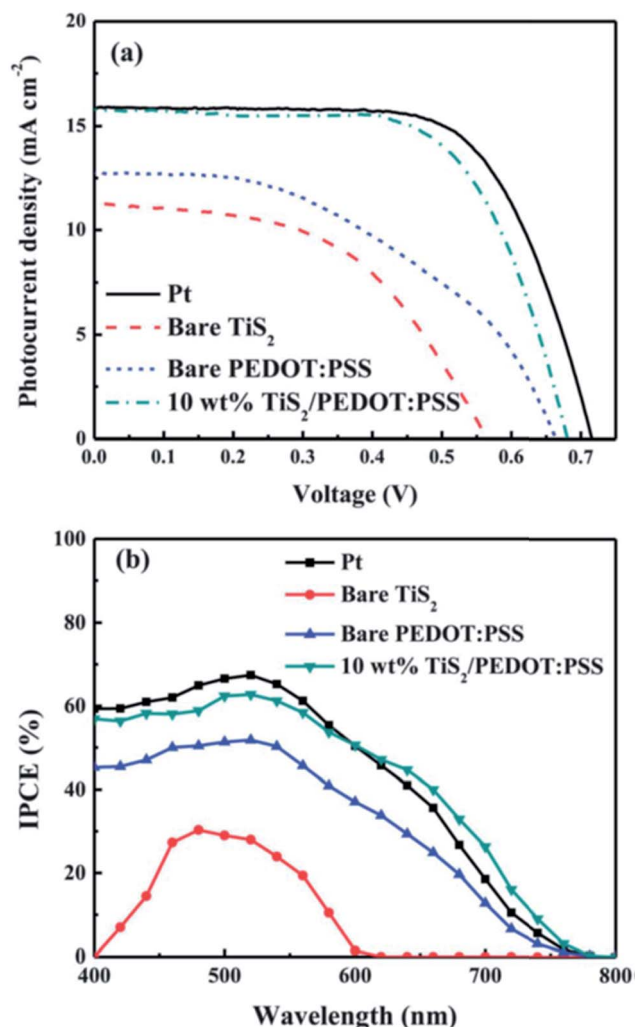 20
(a)
15
10
5
0
Photocurrent density (mA cm⁻²)
Pt
Bare TiS₂
Bare PEDOT:PSS
10 wt% TiS₂/PEDOT:PSS
0.0 0.1 0.2 0.3 0.4 0.5 0.6 0.7
Voltage (V)
100
(b)
80
60
40
20
0
IPCE (%)
Pt
Bare TiS₂
Bare PEDOT:PSS
10 wt% TiS₂/PEDOT:PSS
400 500 600 700 800
Wavelength (nm)